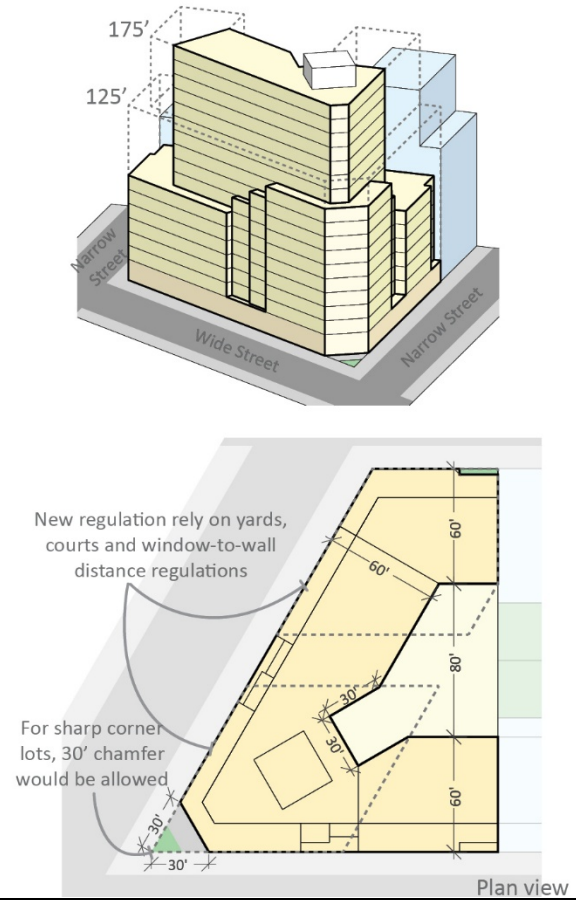 175'
125'
Narrow
Street
Wide Street
Narrow Street
New regulation rely on yards,
courts and window-to-wall
distance regulations
60'
60'
80'
30'
30'
For sharp corner
lots, 30' chamfer
would be allowed
30'
30'
60'
Plan view